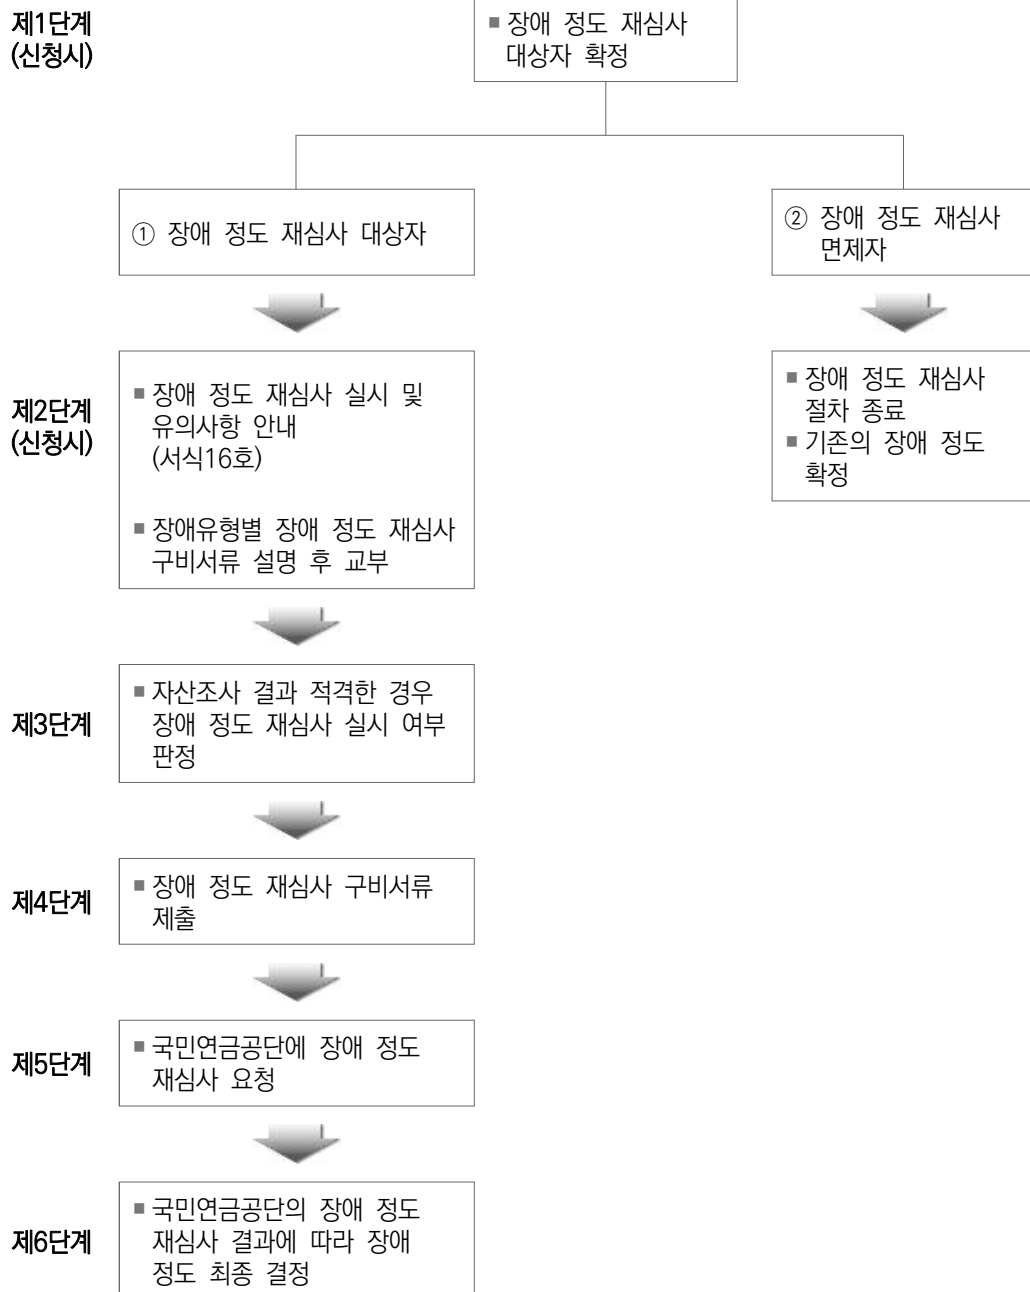 제1단계
(신청시)
▪ 장애 정도 재심사
대상자 확정
① 장애 정도 재심사 대상자
② 장애 정도 재심사
면제자
제2단계
(신청시)
▪ 장애 정도 재심사 실시 및
유의사항 안내
(서식16호)
▪ 장애유형별 장애 정도 재심사
구비서류 설명 후 교부
▪ 장애 정도 재심사
절차 종료
▪ 기존의 장애 정도
확정
제3단계
▪ 자산조사 결과 적격한 경우
장애 정도 재심사 실시 여부
판정
제4단계
▪ 장애 정도 재심사 구비서류
제출
제5단계
▪ 국민연금공단에 장애 정도
재심사 요청
제6단계
▪ 국민연금공단의 장애 정도
재심사 결과에 따라 장애
정도 최종 결정